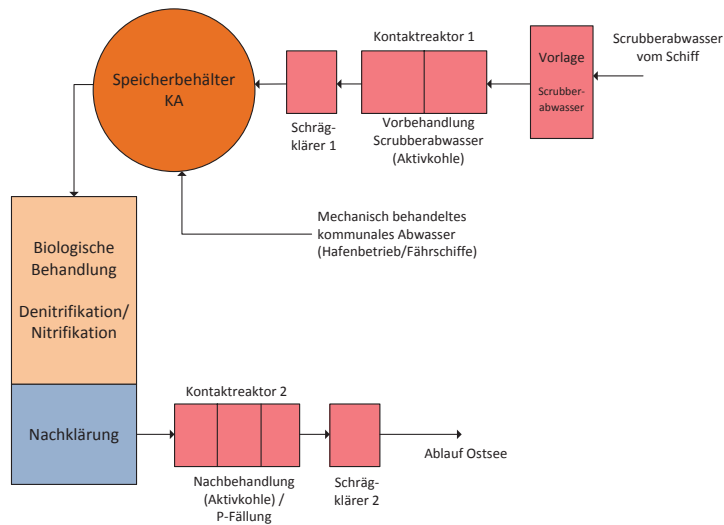 Kontaktreaktor 1
Scrubberabwasser
vom Schiff
Vorlage
Scrubber-
abwasser
Speicherbehälter
KA
Schräg-
klärer 1
Vorbehandlung
Scrubberabwasser
(Aktivkohle)
Mechanisch behandeltes
kommunales Abwasser
(Hafenbetrieb/Fährschiffe)
Biologische
Behandlung
Denitrifikation/
Nitrifikation
Nachklärung
Kontaktreaktor 2
Nachbehandlung
(Aktivkohle) /
P-Fällung
Schräg-
klärer 2
Ablauf Ostsee